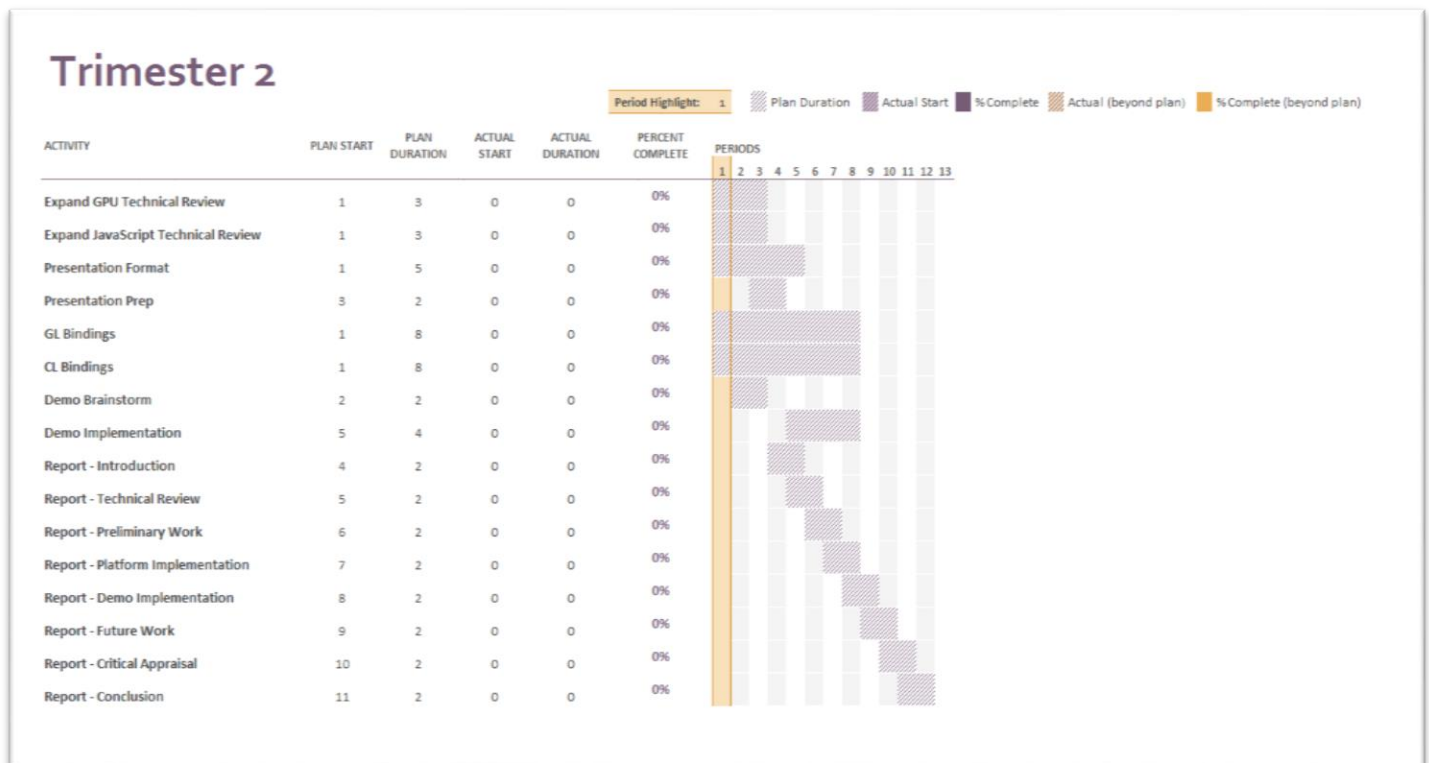 Trimester 2
Period Highlight: 1 Plan Duration Actual Start % Complete Actual (beyond plan) % Complete (beyond plan)
ACTIVITY PLAN START PLAN DURATION ACTUAL START ACTUAL DURATION PERCENT COMPLETE PERIODS
1 2 3 4 5 6 7 8 9 10 11 12 13
Expand GPU Technical Review 1 3 0 0 0%
Expand JavaScript Technical Review 1 3 0 0 0%
Presentation Format 1 5 0 0 0%
Presentation Prep 3 2 0 0 0%
GL Bindings 1 8 0 0 0%
CL Bindings 1 8 0 0 0%
Demo Brainstorm 2 2 0 0 0%
Demo Implementation 5 4 0 0 0%
Report - Introduction 4 2 0 0 0%
Report - Technical Review 5 2 0 0 0%
Report - Preliminary Work 6 2 0 0 0%
Report - Platform Implementation 7 2 0 0 0%
Report - Demo Implementation 8 2 0 0 0%
Report - Future Work 9 2 0 0 0%
Report - Critical Appraisal 10 2 0 0 0%
Report - Conclusion 11 2 0 0 0%